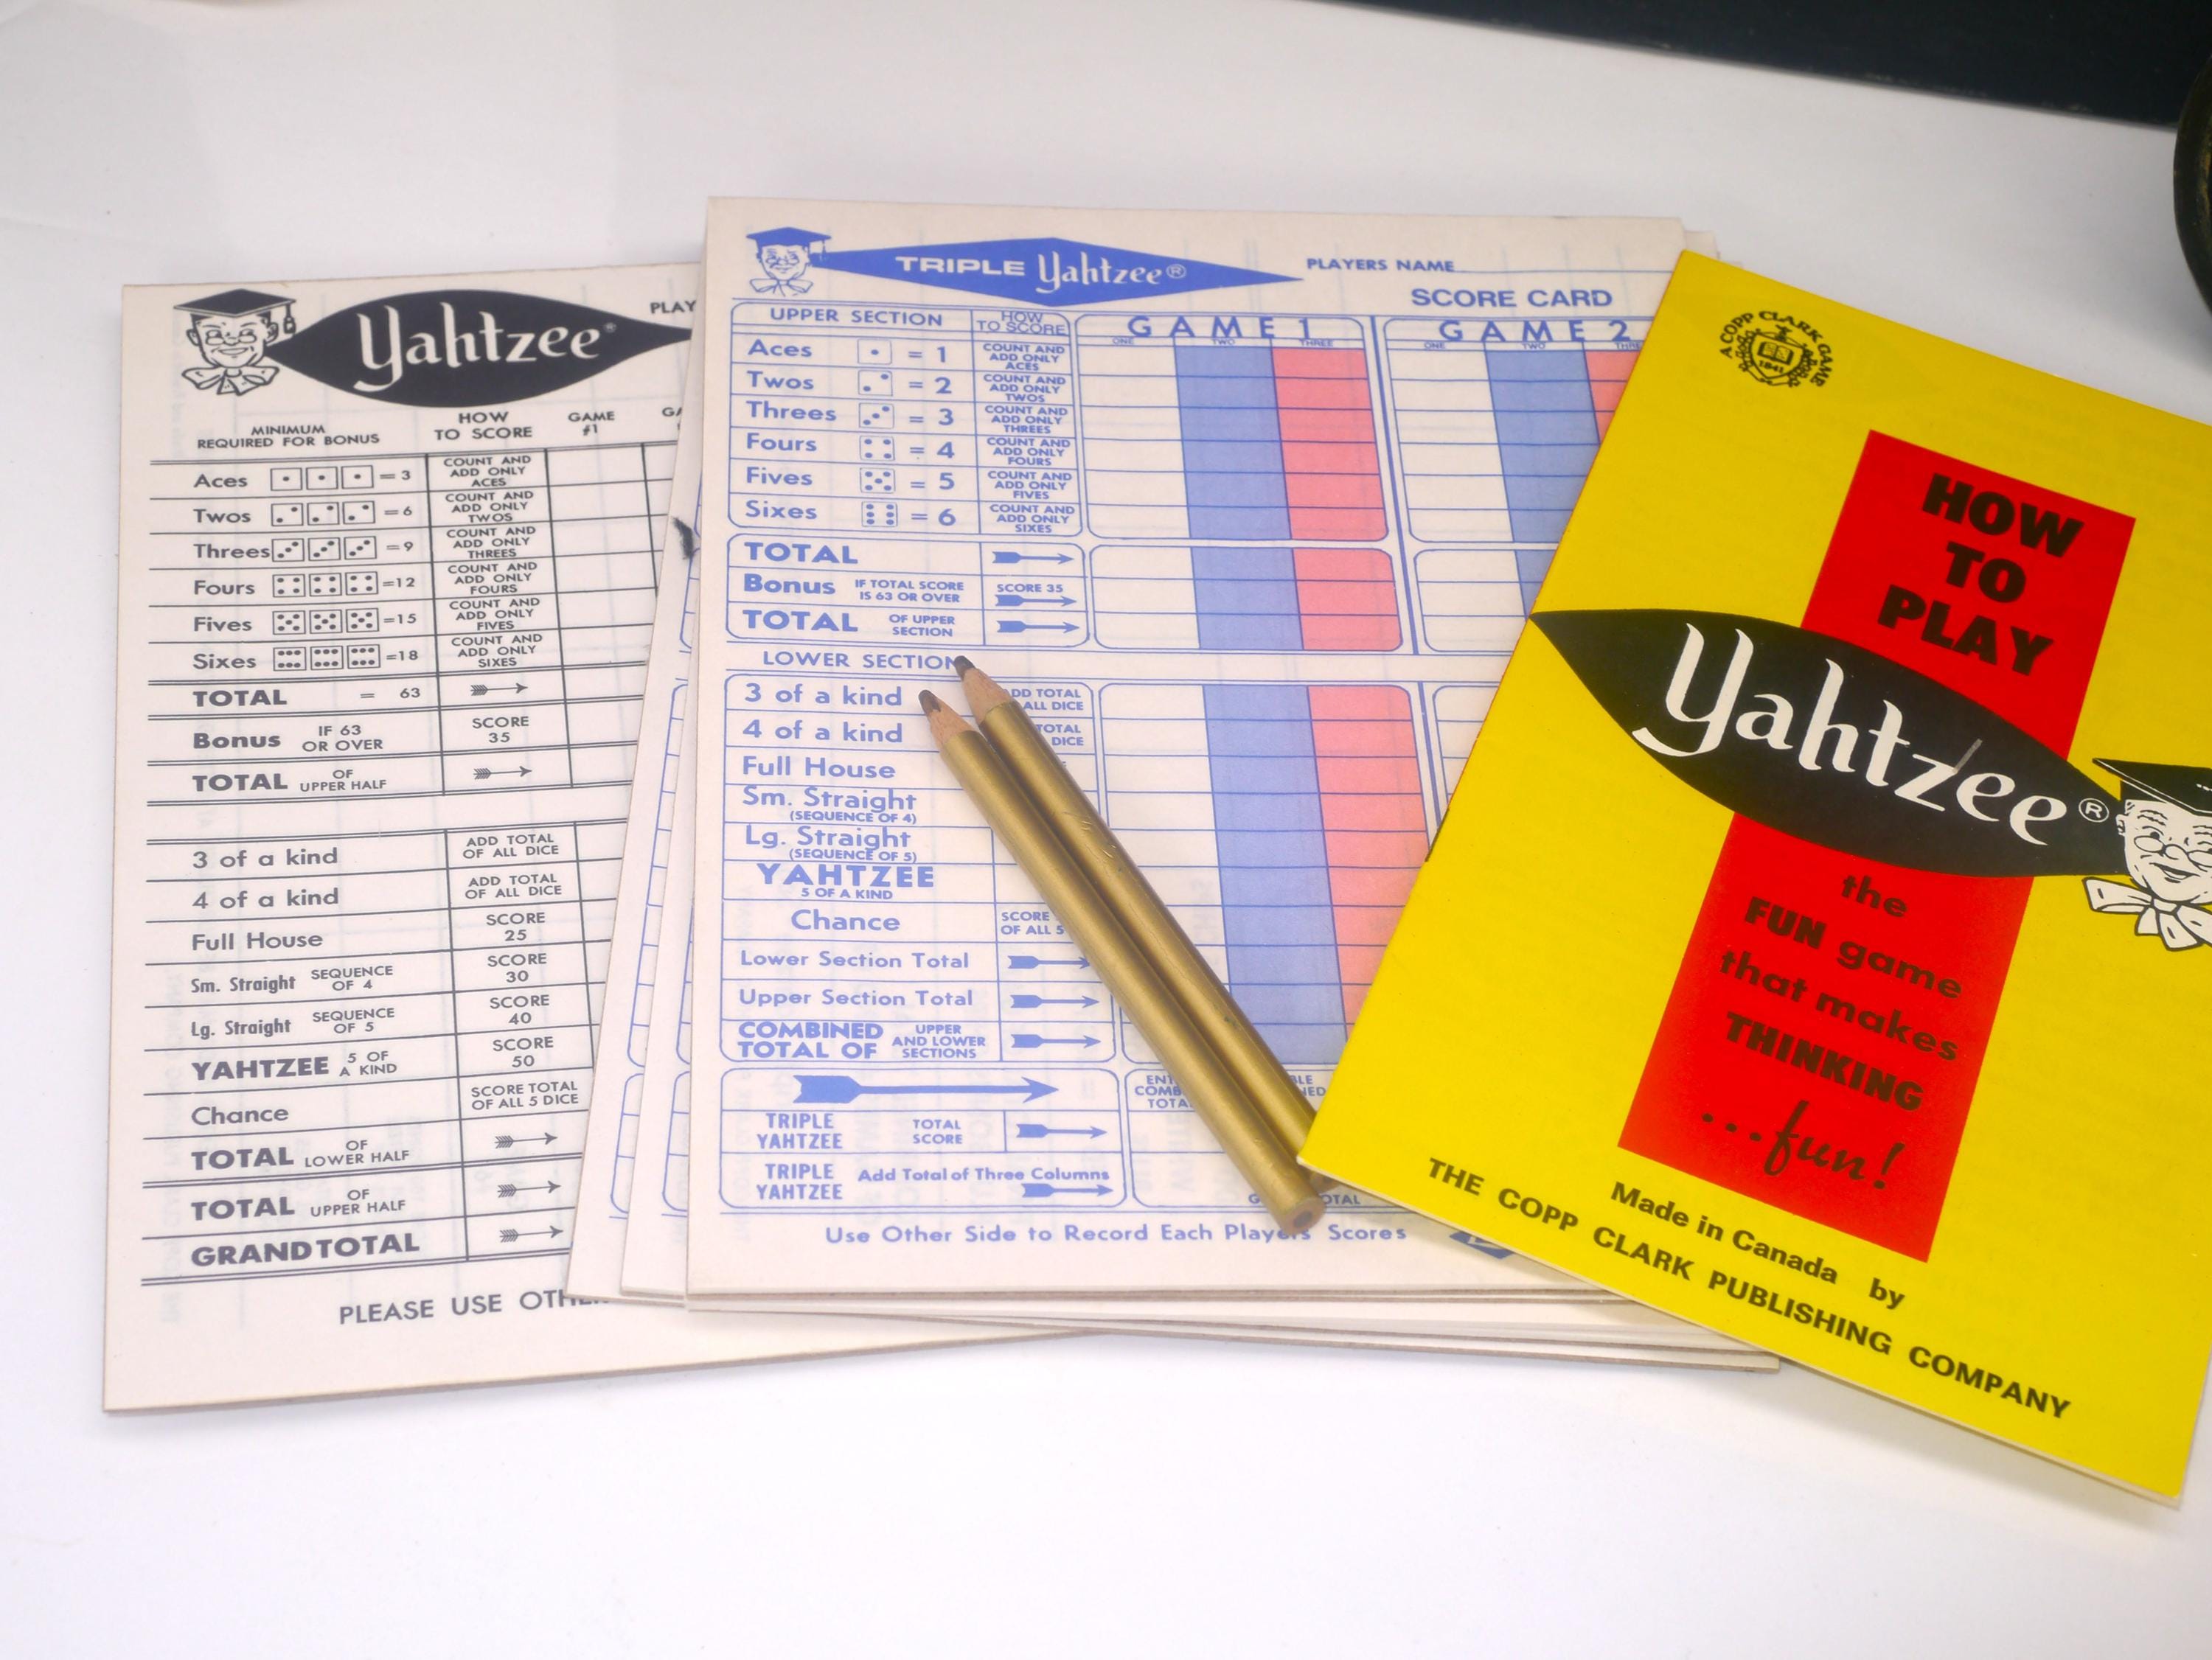 Yahtzee®
PLAY
MINIMUM
REQUIRED FOR BONUS
HOW
TO SCORE
GAME
#1
Aces = 3
COUNT AND
ADD ONLY
ACES
Twos = 6
COUNT AND
ADD ONLY
TWOS
Threes = 9
COUNT AND
ADD ONLY
THREES
Fours =12
COUNT AND
ADD ONLY
FOURS
Fives =15
COUNT AND
ADD ONLY
FIVES
Sixes =18
COUNT AND
ADD ONLY
SIXES
TOTAL = 63
Bonus IF 63
OR OVER
SCORE
35
TOTAL OF
UPPER HALF
3 of a kind
ADD TOTAL
OF ALL DICE
4 of a kind
ADD TOTAL
OF ALL DICE
Full House
SCORE
25
Sm. Straight SEQUENCE
OF 4
SCORE
30
Lg. Straight SEQUENCE
OF 5
SCORE
40
YAHTZEE 5 OF
A KIND
SCORE
50
Chance
SCORE TOTAL
OF ALL 5 DICE
TOTAL OF
LOWER HALF
TOTAL OF
UPPER HALF
GRAND TOTAL
PLEASE USE
TRIPLE Yahtzee®
PLAYERS NAME
SCORE CARD
UPPER SECTION
HOW
TO SCORE
GAME 1
ONE TWO THREE
GAME 2
ONE TWO
Aces = 1
COUNT AND
ADD ONLY
ACES
Twos = 2
COUNT AND
ADD ONLY
TWOS
Threes = 3
COUNT AND
ADD ONLY
THREES
Fours = 4
COUNT AND
ADD ONLY
FOURS
Fives = 5
COUNT AND
ADD ONLY
FIVES
Sixes = 6
COUNT AND
ADD ONLY
SIXES
TOTAL
Bonus IF TOTAL SCORE
IS 63 OR OVER
SCORE 35
TOTAL OF UPPER
SECTION
LOWER SECTION
3 of a kind
DD TOTAL
ALL DICE
4 of a kind
TOTAL
DICE
Full House
Sm. Straight
(SEQUENCE OF 4)
Lg. Straight
(SEQUENCE OF 5)
YAHTZEE
5 OF A KIND
Chance
SCORE
OF ALL 5
Lower Section Total
Upper Section Total
COMBINED
TOTAL OF
UPPER
AND LOWER
SECTIONS
TRIPLE
YAHTZEE
TOTAL
SCORE
TRIPLE
YAHTZEE
Add Total of Three Columns
Use Other Side to Record Each Players Scores
A COPP CLARK GAME
1841
HOW
TO
PLAY
Yahtzee®
the
FUN game
that makes
THINKING
...fun!
Made in Canada by
THE COPP CLARK PUBLISHING COMPANY